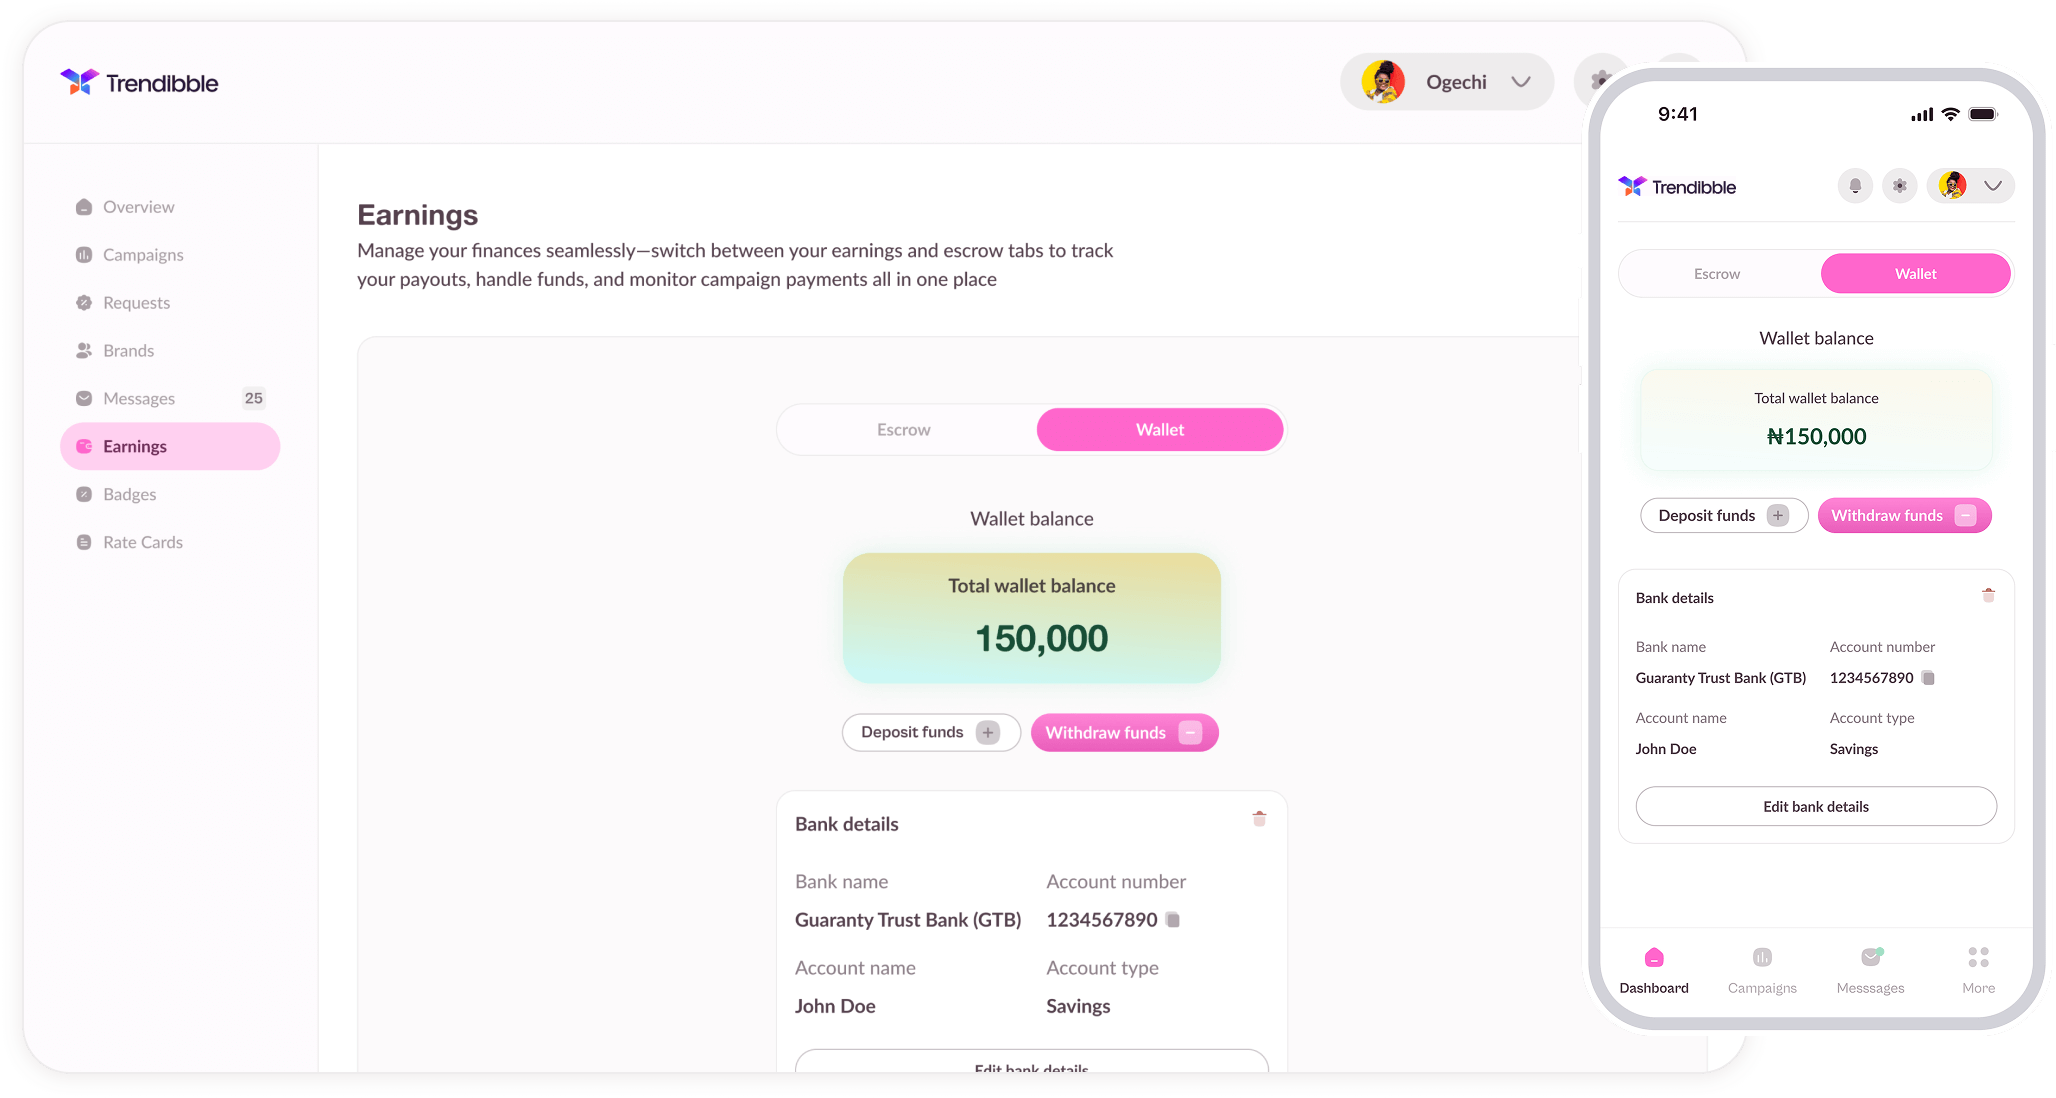 Trendibble
Ogechi
Overview
Campaigns
Requests
Brands
Messages 25
Earnings
Badges
Rate Cards
Earnings
Manage your finances seamlessly—switch between your earnings and escrow tabs to track
your payouts, handle funds, and monitor campaign payments all in one place
Escrow Wallet
Wallet balance
Total wallet balance
150,000
Deposit funds + Withdraw funds −
Bank details
Bank name Account number
Guaranty Trust Bank (GTB) 1234567890
Account name Account type
John Doe Savings
Edit bank details
9:41
Trendibble
Escrow Wallet
Wallet balance
Total wallet balance
₦150,000
Deposit funds + Withdraw funds −
Bank details
Bank name Account number
Guaranty Trust Bank (GTB) 1234567890
Account name Account type
John Doe Savings
Edit bank details
Dashboard Campaigns Messsages More